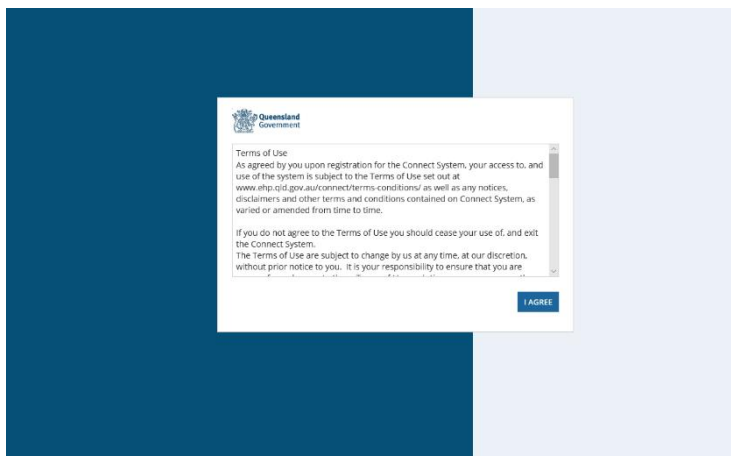 Queensland
Government
Terms of Use
As agreed by you upon registration for the Connect System, your access to, and
use of the system is subject to the Terms of Use set out at
www.ehp.qld.gov.au/connect/terms-conditions/ as well as any notices,
disclaimers and other terms and conditions contained on Connect System, as
varied or amended from time to time.
If you do not agree to the Terms of Use you should cease your use of, and exit
the Connect System.
The Terms of Use are subject to change by us at any time, at our discretion,
without prior notice to you. It is your responsibility to ensure that you are
I AGREE